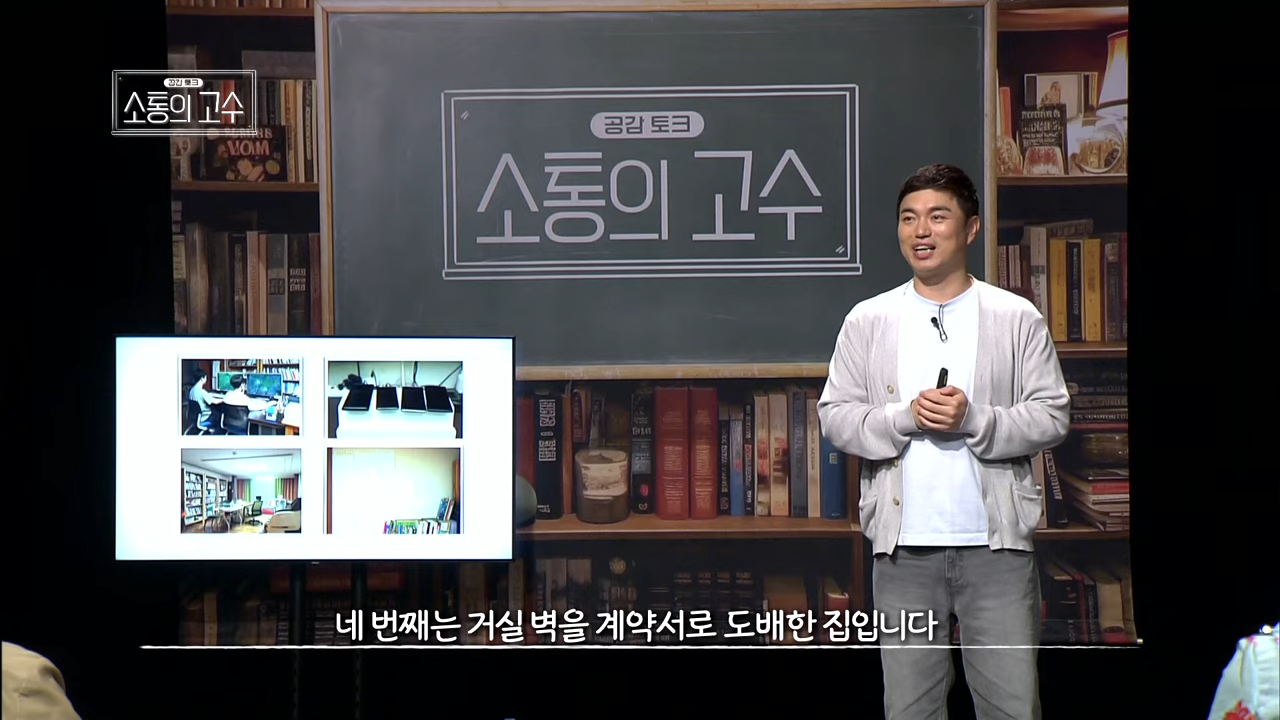 공감 토크
소통의 고수
공감 토크
소통의 고수
네 번째는 거실 벽을 계약서로 도배한 집입니다